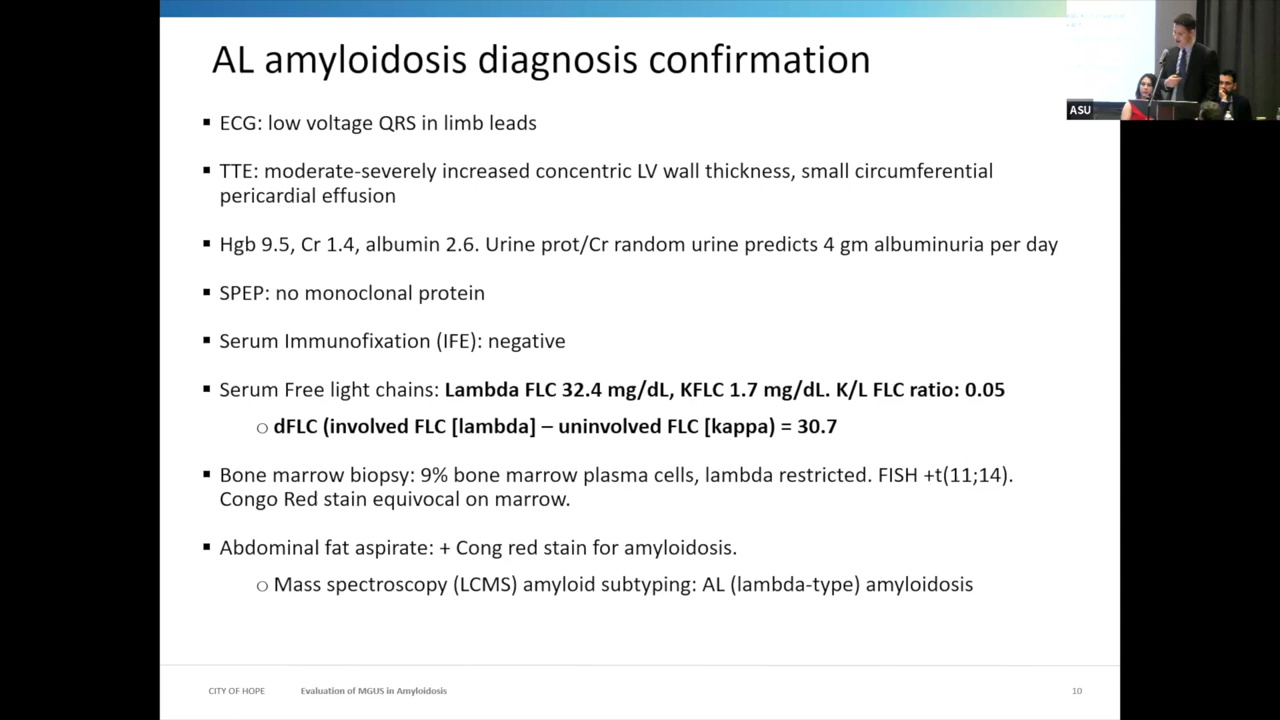 AL amyloidosis diagnosis confirmation
ASU
▪ ECG: low voltage QRS in limb leads
▪ TTE: moderate-severely increased concentric LV wall thickness, small circumferential
pericardial effusion
▪ Hgb 9.5, Cr 1.4, albumin 2.6. Urine prot/Cr random urine predicts 4 gm albuminuria per day
▪ SPEP: no monoclonal protein
▪ Serum Immunofixation (IFE): negative
▪ Serum Free light chains: Lambda FLC 32.4 mg/dL, KFLC 1.7 mg/dL. K/L FLC ratio: 0.05
○ dFLC (involved FLC [lambda] – uninvolved FLC [kappa) = 30.7
▪ Bone marrow biopsy: 9% bone marrow plasma cells, lambda restricted. FISH +t(11;14).
Congo Red stain equivocal on marrow.
▪ Abdominal fat aspirate: + Cong red stain for amyloidosis.
○ Mass spectroscopy (LCMS) amyloid subtyping: AL (lambda-type) amyloidosis
CITY OF HOPE Evaluation of MGUS in Amyloidosis 10